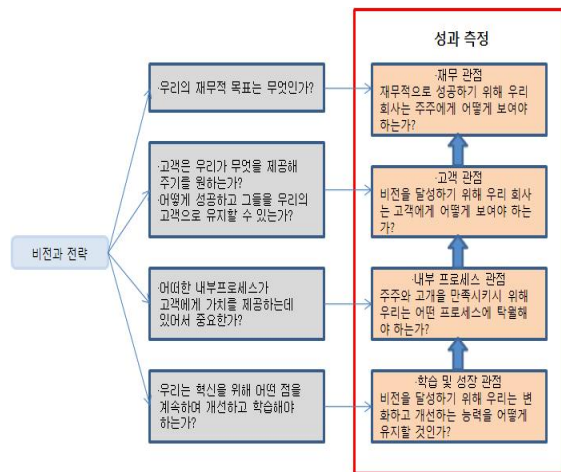 성과 측정
비전과 전략
·우리의 재무적 목표는 무엇인가?
·재무 관점
재무적으로 성공하기 위해 우리
회사는 주주에게 어떻게 보여야
하는가?
·고객은 우리가 무엇을 제공해
주기를 원하는가?
·어떻게 성공하고 그들을 우리의
고객으로 유지할 수 있는가?
·고객 관점
비전을 달성하기 위해 우리 회사
는 고객에게 어떻게 보여야 하는
가?
·어떠한 내부프로세스가
고객에게 가치를 제공하는데
있어서 중요한가?
·내부 프로세스 관점
주주와 고개을 만족시키시 위해
우리는 어떤 프로세스에 탁월해
야 하는가?
·우리는 혁신을 위해 어떤 점을
계속하며 개선하고 학습해야
하는가?
·학습 및 성장 관점
비전을 달성하기 위해 우리는 변
화하고 개선하는 능력을 어떻게
유지할 것인가?